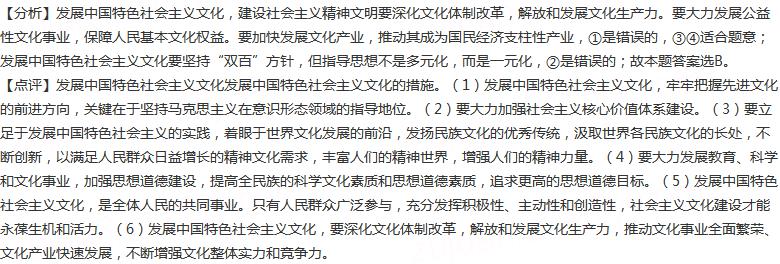 【分析】发展中国特色社会主义文化，建设社会主义精神文明要深化文化体制改革，解放和发展文化生产力。要大力发展公益
性文化事业，保障人民基本文化权益。要加快发展文化产业，推动其成为国民经济支柱性产业，①是错误的，③④适合题意；
发展中国特色社会主义文化要坚持“双百”方针，但指导思想不是多元化，而是一元化，②是错误的；故本题答案选B。
【点评】发展中国特色社会主义文化发展中国特色社会主义文化的措施。（1）发展中国特色社会主义文化，牢牢把握先进文化
的前进方向，关键在于坚持马克思主义在意识形态领域的指导地位。（2）要大力加强社会主义核心价值体系建设。（3）要立
足于发展中国特色社会主义的实践，着眼于世界文化发展的前沿，发扬民族文化的优秀传统，汲取世界各民族文化的长处，不
断创新，以满足人民群众日益增长的精神文化需求，丰富人们的精神世界，增强人们的精神力量。（4）要大力发展教育、科学
和文化事业，加强思想道德建设，提高全民族的科学文化素质和思想道德素质，追求更高的思想道德目标。（5）发展中国特色
社会主义文化，是全体人民的共同事业。只有人民群众广泛参与，充分发挥积极性、主动性和创造性，社会主义文化建设才能
永葆生机和活力。（6）发展中国特色社会主义文化，要深化文化体制改革，解放和发展文化生产力，推动文化事业全面繁荣、
文化产业快速发展，不断增强文化整体实力和竞争力。